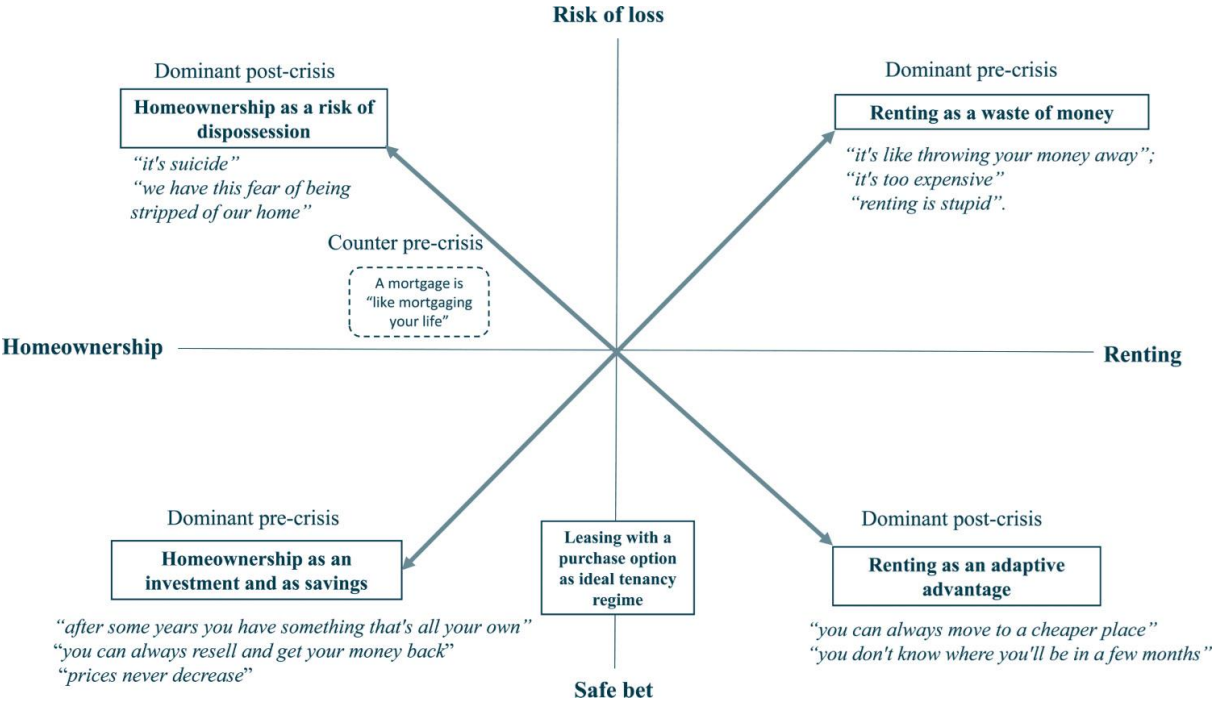 Risk of loss
Dominant post-crisis
Homeownership as a risk of
dispossession
“it's suicide”
“we have this fear of being
stripped of our home”
Dominant pre-crisis
Renting as a waste of money
“it's like throwing your money away”;
“it's too expensive”
“renting is stupid”.
Counter pre-crisis
A mortgage is
“like mortgaging
your life”
Homeownership
Renting
Dominant pre-crisis
Homeownership as an
investment and as savings
“after some years you have something that's all your own”
“you can always resell and get your money back”
“prices never decrease”
Leasing with a
purchase option
as ideal tenancy
regime
Dominant post-crisis
Renting as an adaptive
advantage
“you can always move to a cheaper place”
“you don't know where you'll be in a few months”
Safe bet